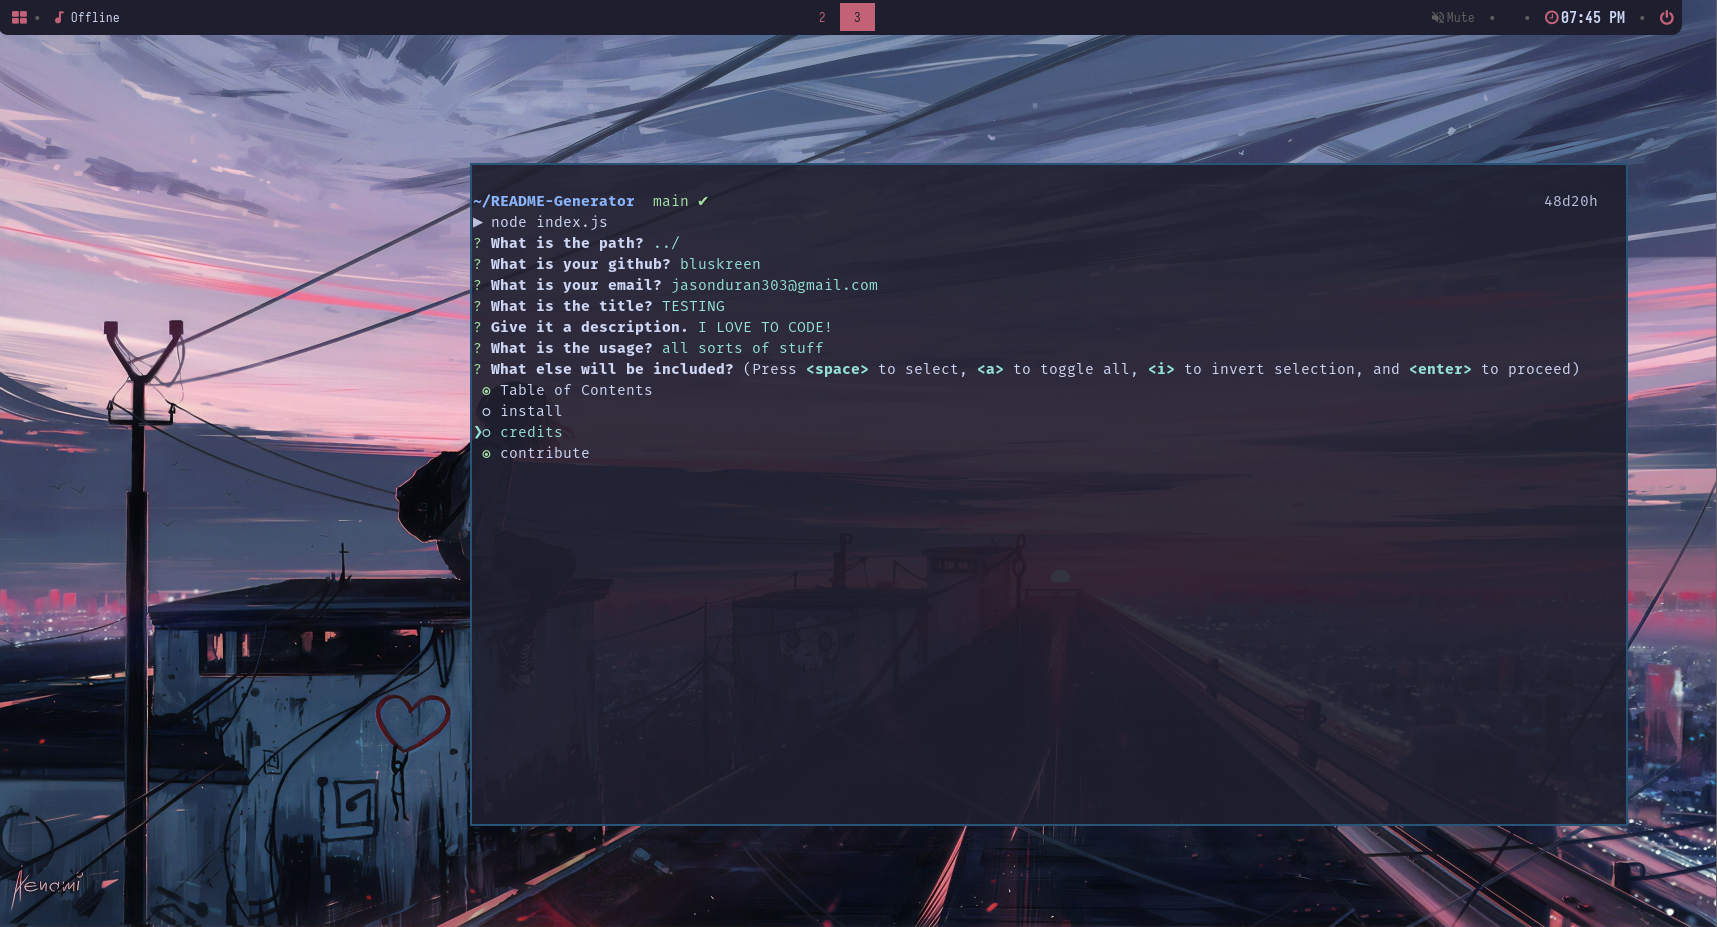 Offline
2 3
Mute
07:45 PM
~/README-Generator main ✔ 48d20h
▶ node index.js
? What is the path? ../
? What is your github? bluskreen
? What is your email? jasonduran303@gmail.com
? What is the title? TESTING
? Give it a description. I LOVE TO CODE!
? What is the usage? all sorts of stuff
? What else will be included? (Press <space> to select, <a> to toggle all, <i> to invert selection, and <enter> to proceed)
◉ Table of Contents
◯ install
❯◯ credits
◉ contribute
Aenami